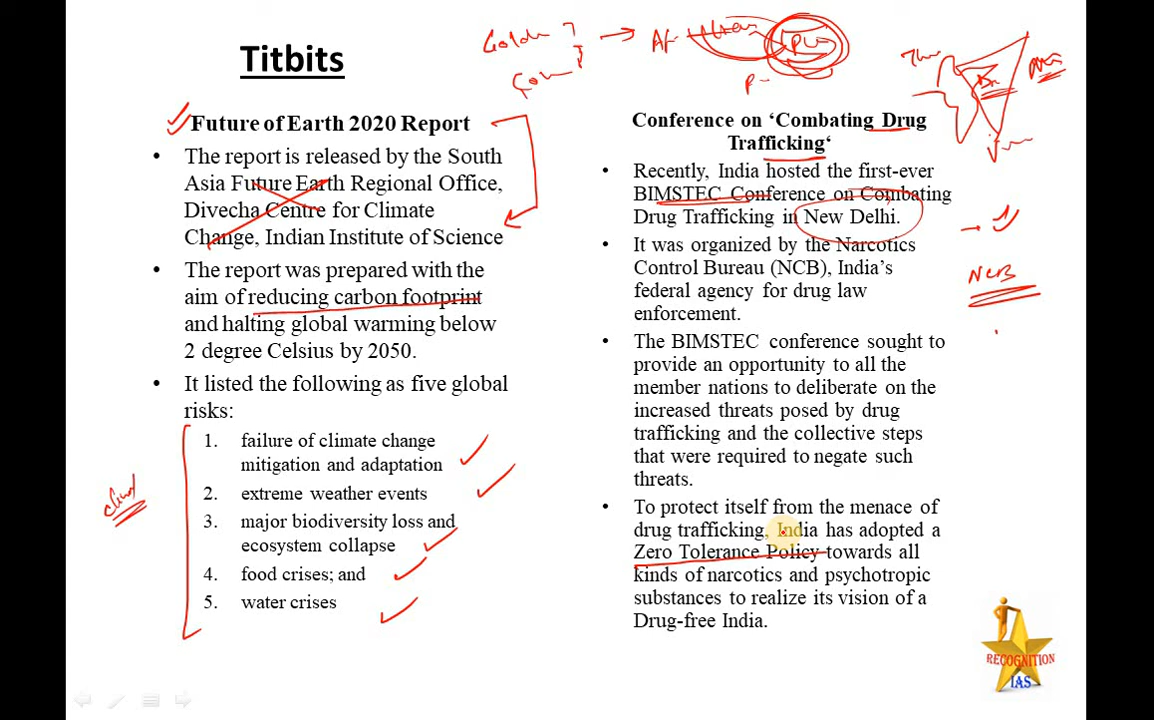 Titbits
Future of Earth 2020 Report
• The report is released by the South
Asia Future Earth Regional Office,
Divecha Centre for Climate
Change, Indian Institute of Science
• The report was prepared with the
aim of reducing carbon footprint
and halting global warming below
2 degree Celsius by 2050.
• It listed the following as five global
risks:
1. failure of climate change
mitigation and adaptation
2. extreme weather events
3. major biodiversity loss and
ecosystem collapse
4. food crises; and
5. water crises
Conference on ‘Combating Drug
Trafficking‘
• Recently, India hosted the first-ever
BIMSTEC Conference on Combating
Drug Trafficking in New Delhi.
• It was organized by the Narcotics
Control Bureau (NCB), India’s
federal agency for drug law
enforcement.
• The BIMSTEC conference sought to
provide an opportunity to all the
member nations to deliberate on the
increased threats posed by drug
trafficking and the collective steps
that were required to negate such
threats.
• To protect itself from the menace of
drug trafficking, India has adopted a
Zero Tolerance Policy towards all
kinds of narcotics and psychotropic
substances to realize its vision of a
Drug-free India.
Golden
NCB
RECOGNITION
IAS